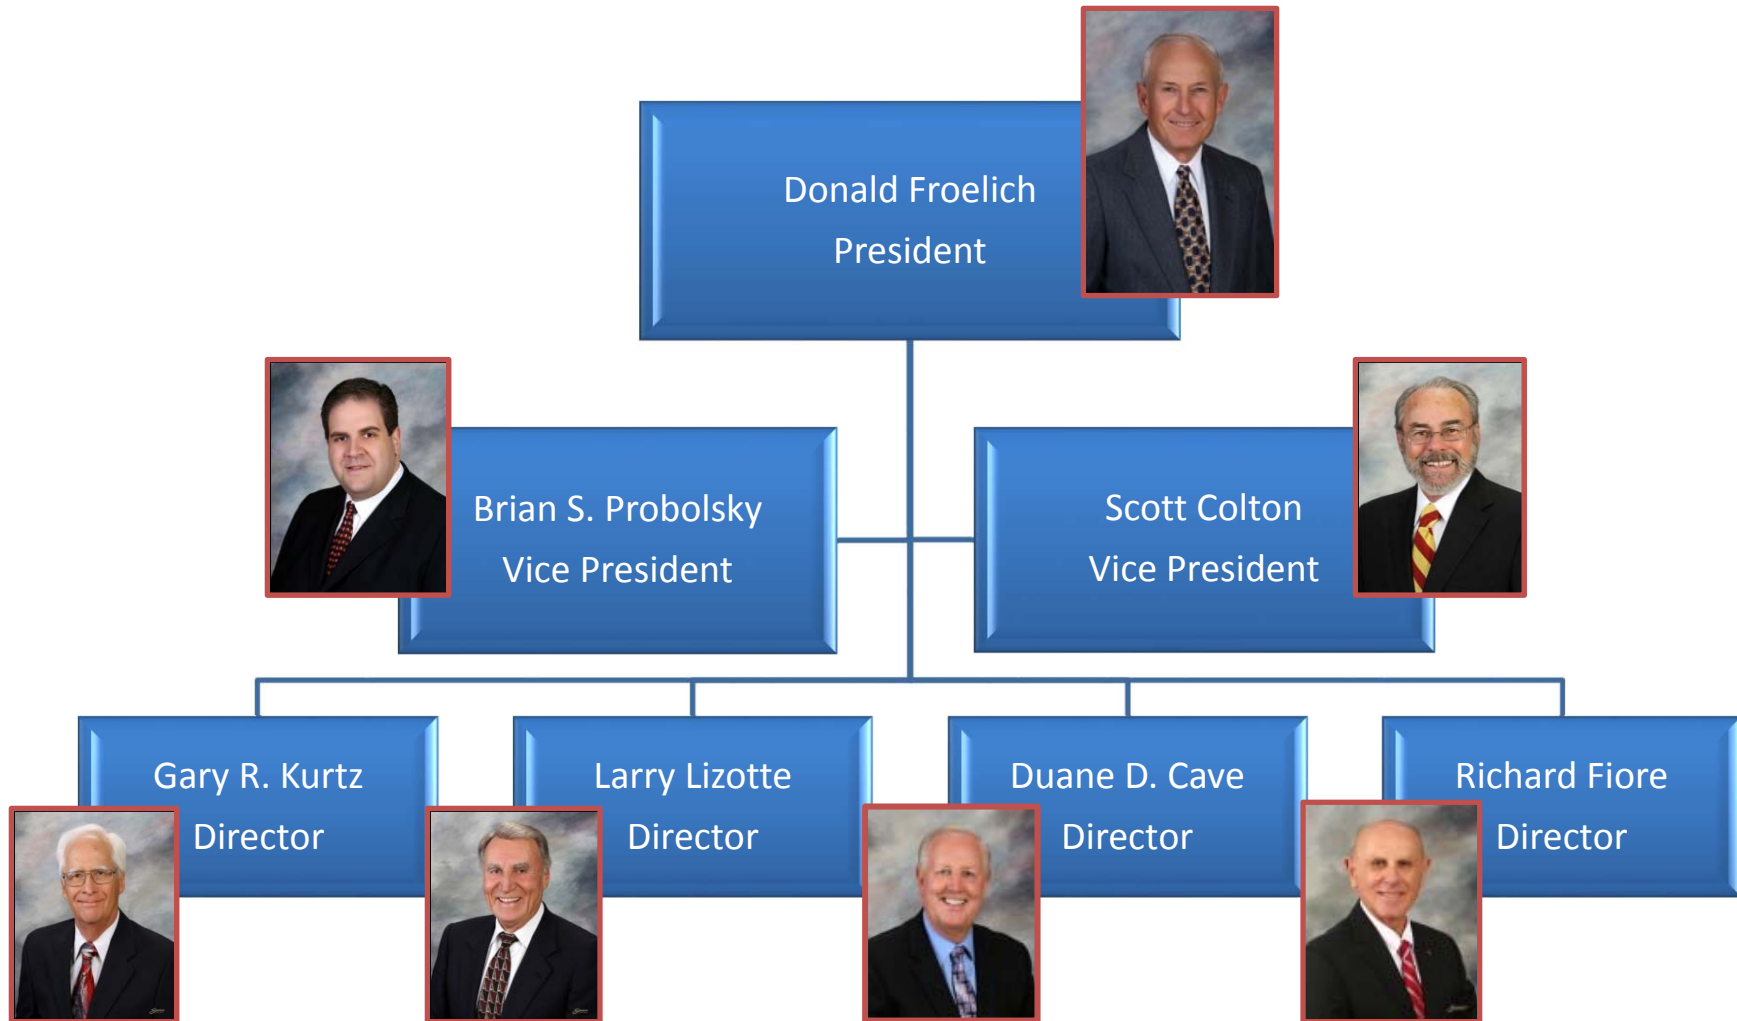 Donald Froelich
President
Brian S. Probolsky
Vice President
Scott Colton
Vice President
Gary R. Kurtz
Director
Larry Lizotte
Director
Duane D. Cave
Director
Richard Fiore
Director